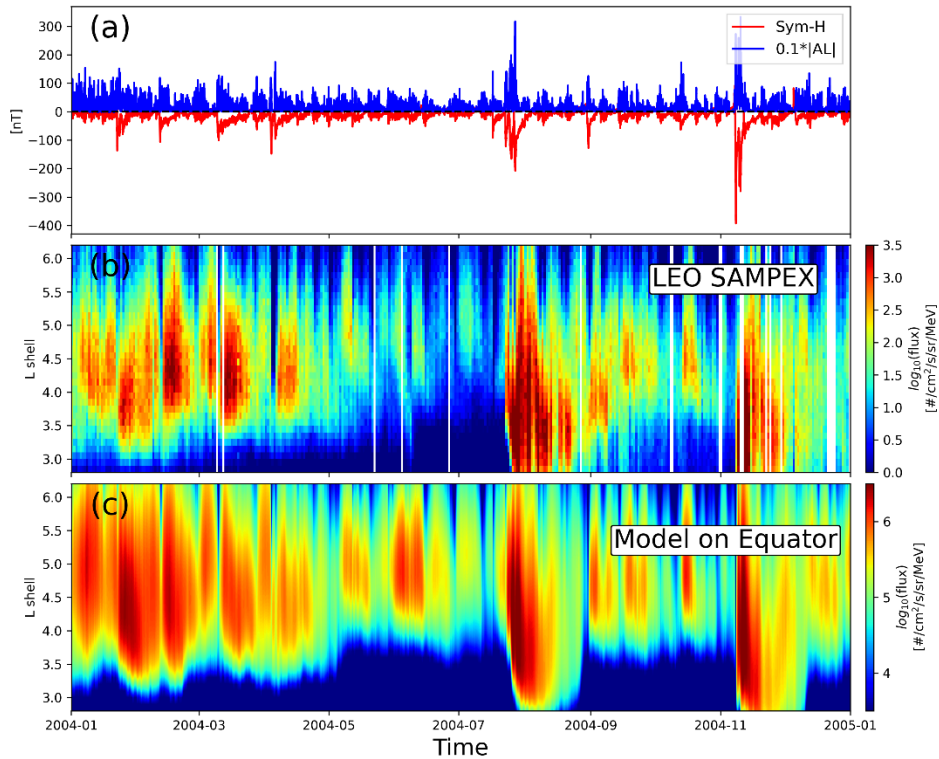 (a)
Sym-H
0.1*|AL|
300
200
100
0
−100
−200
−300
−400
[nT]
(b)
LEO SAMPEX
6.0
5.5
5.0
4.5
4.0
3.5
3.0
L shell
3.5
3.0
2.5
2.0
1.5
1.0
0.5
0.0
log10(flux)
[#/cm²/s/sr/MeV]
(c)
Model on Equator
6.0
5.5
5.0
4.5
4.0
3.5
3.0
L shell
6
5
4
log10(flux)
[#/cm²/s/sr/MeV]
2004-01
2004-03
2004-05
2004-07
2004-09
2004-11
2005-01
Time